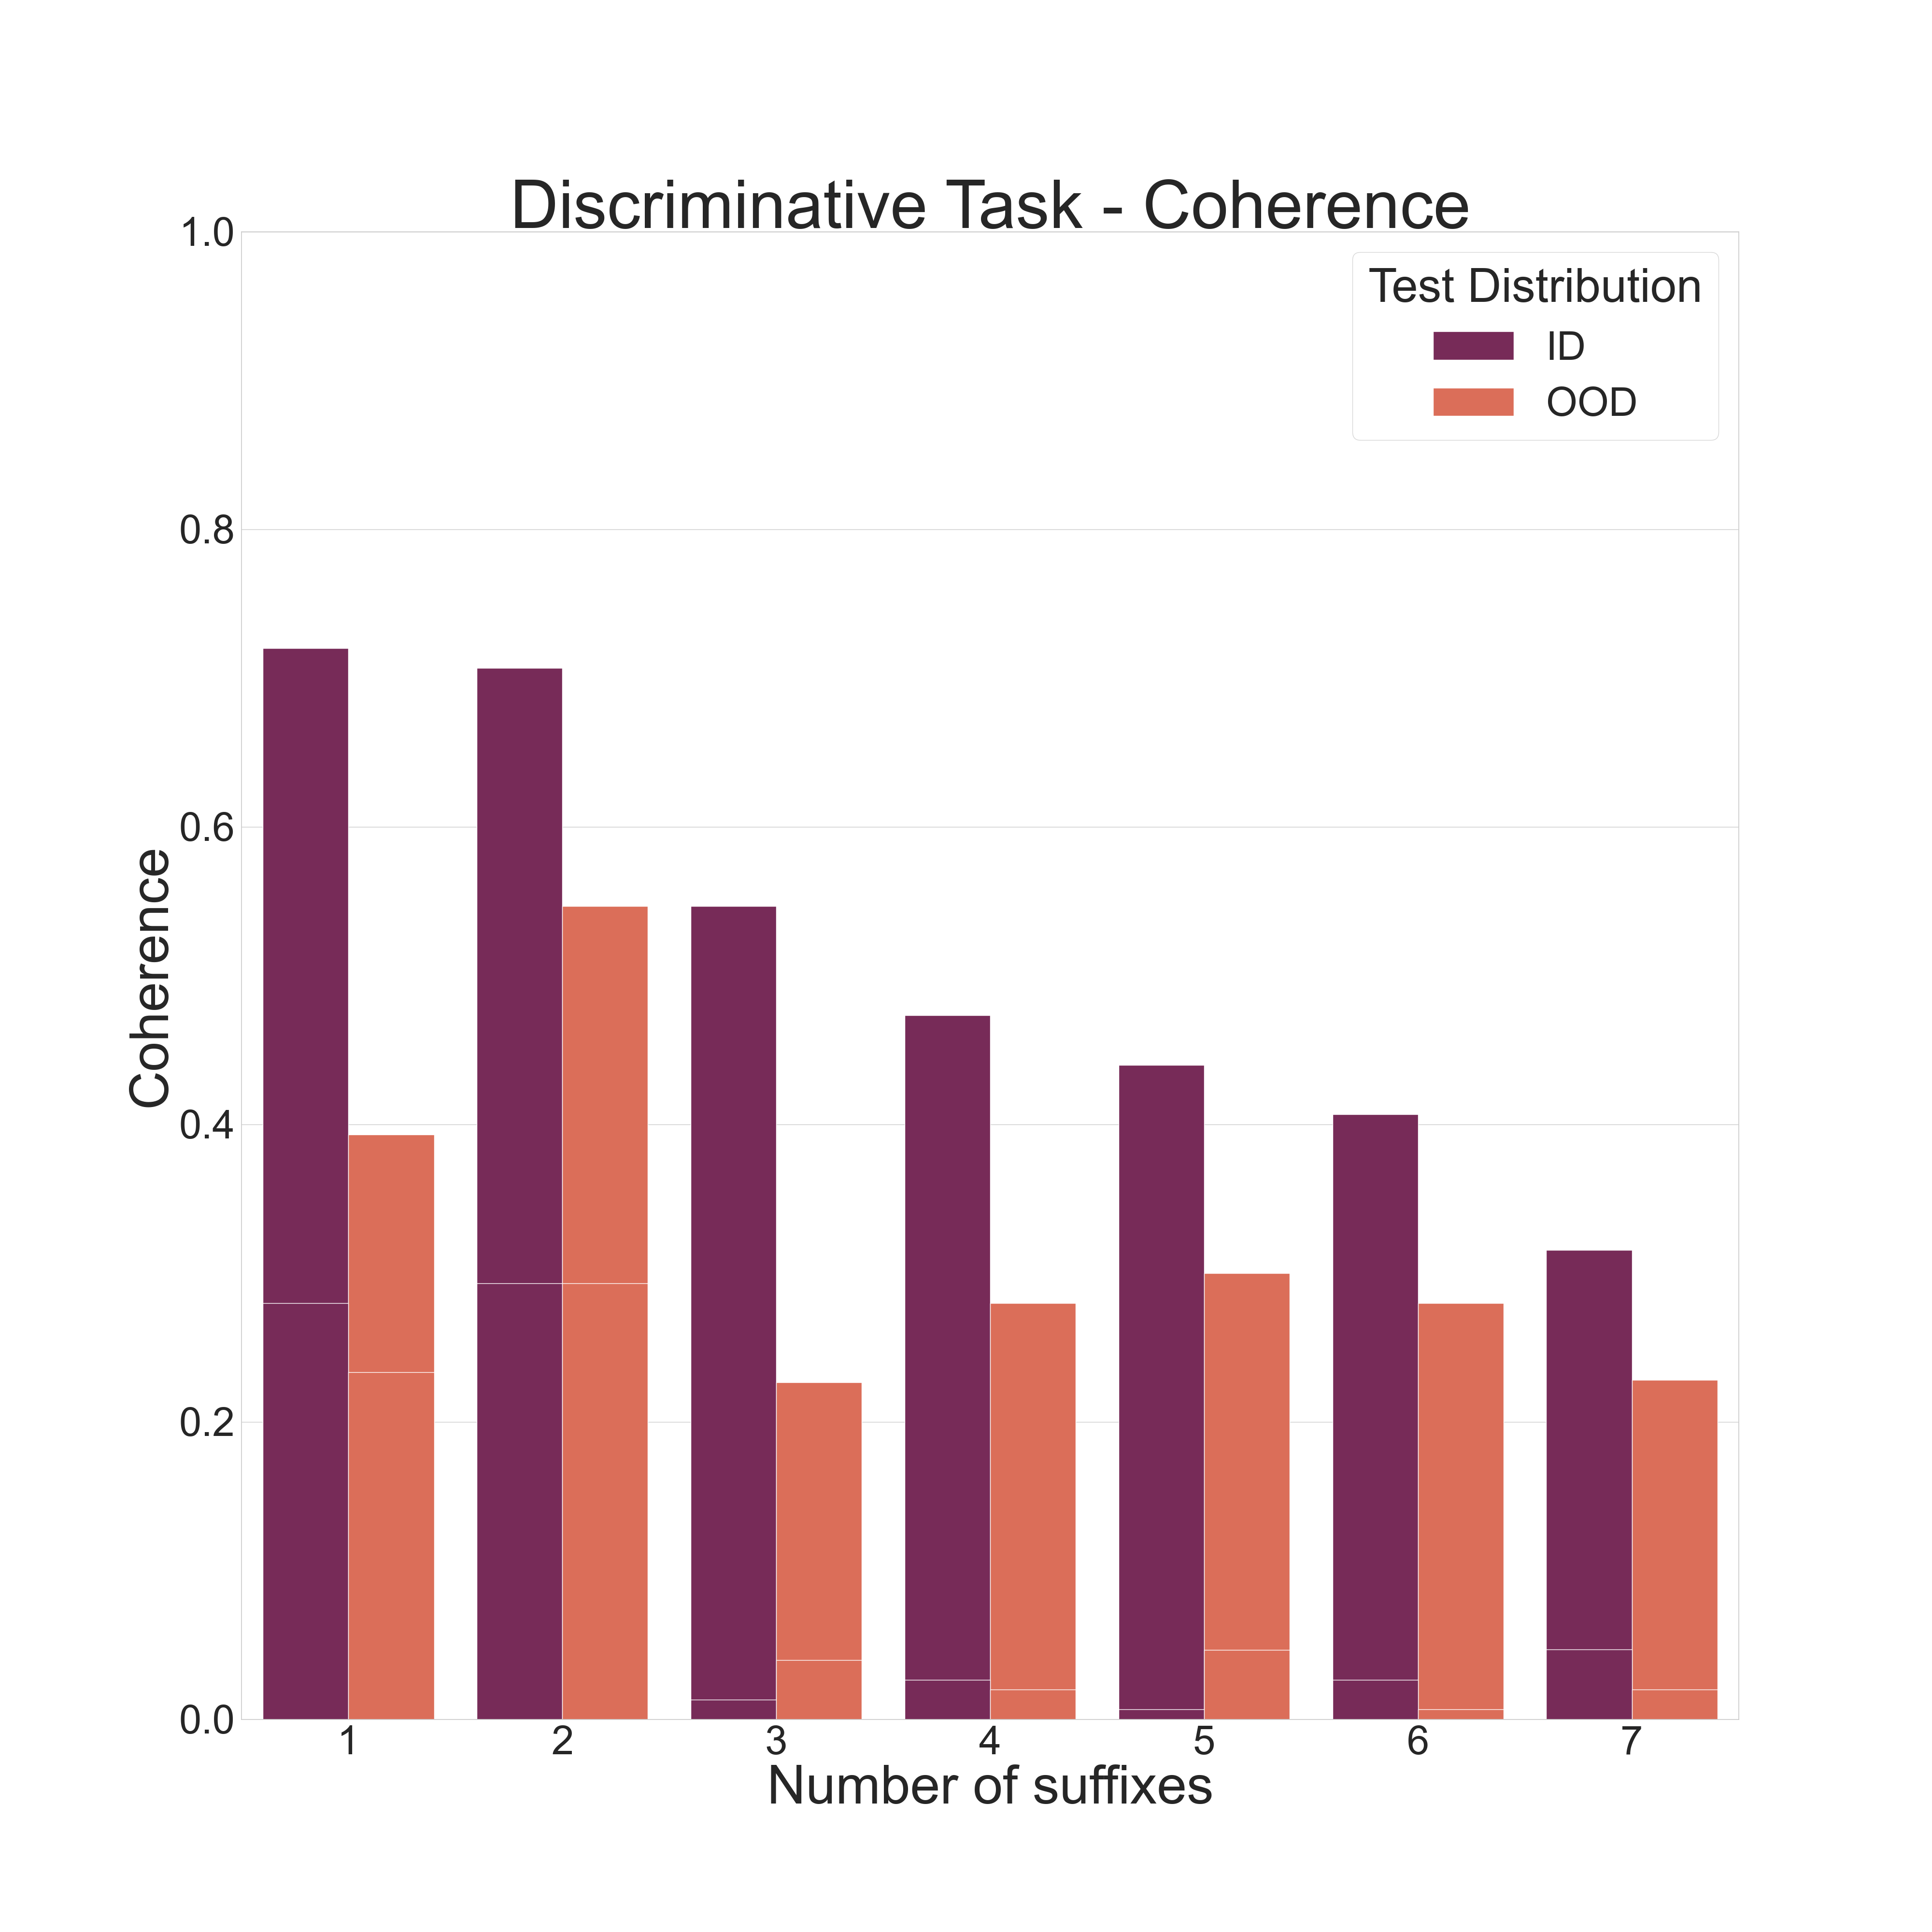 Discriminative Task - Coherence
Test Distribution
ID
OOD
Coherence
1.0
0.8
0.6
0.4
0.2
0.0
1 2 3 4 5 6 7
Number of suffixes